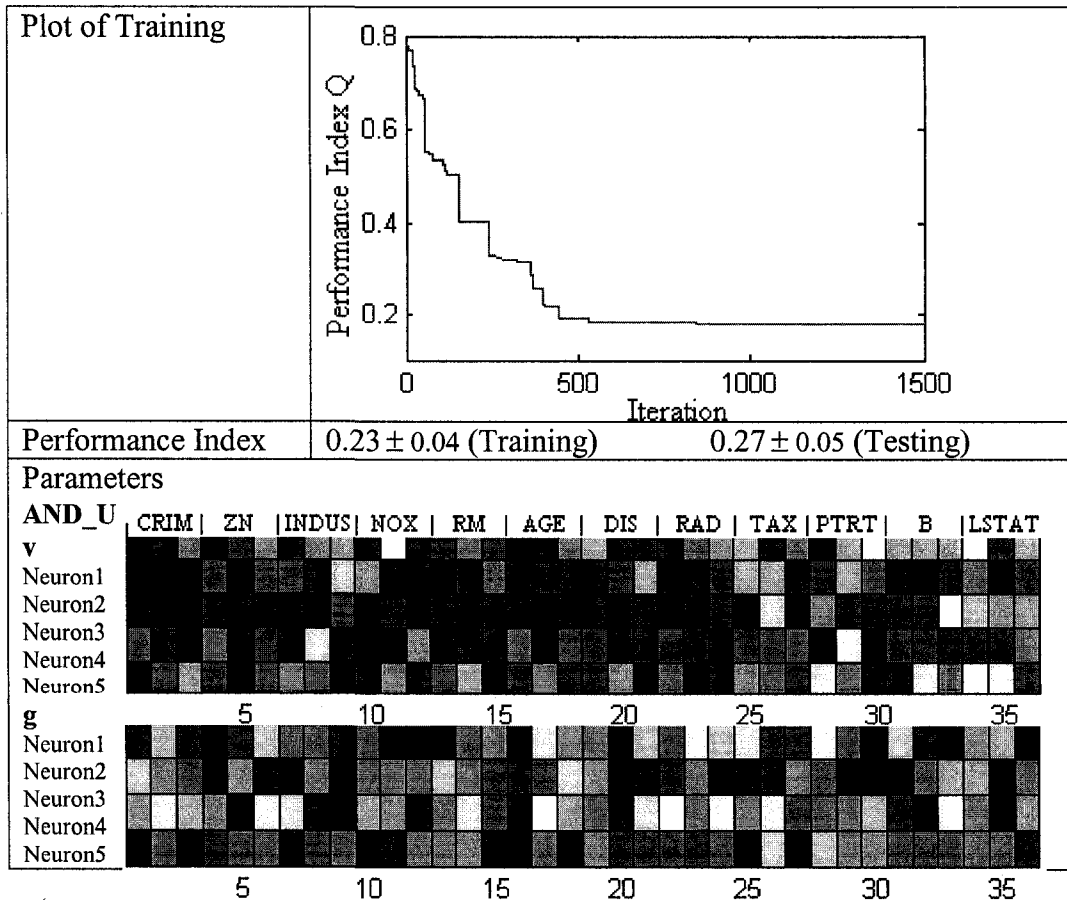 Plot of Training
Performance Index Q
0.8
0.6
0.4
0.2
0 500 1000 1500
Iteration
Performance Index 0.23 ± 0.04 (Training) 0.27 ± 0.05 (Testing)
Parameters
AND_U | CRIM | ZN | INDUS | NOX | RM | AGE | DIS | RAD | TAX | PTRT | B | LSTAT
v
Neuron1
Neuron2
Neuron3
Neuron4
Neuron5
5 10 15 20 25 30 35
g
Neuron1
Neuron2
Neuron3
Neuron4
Neuron5
5 10 15 20 25 30 35